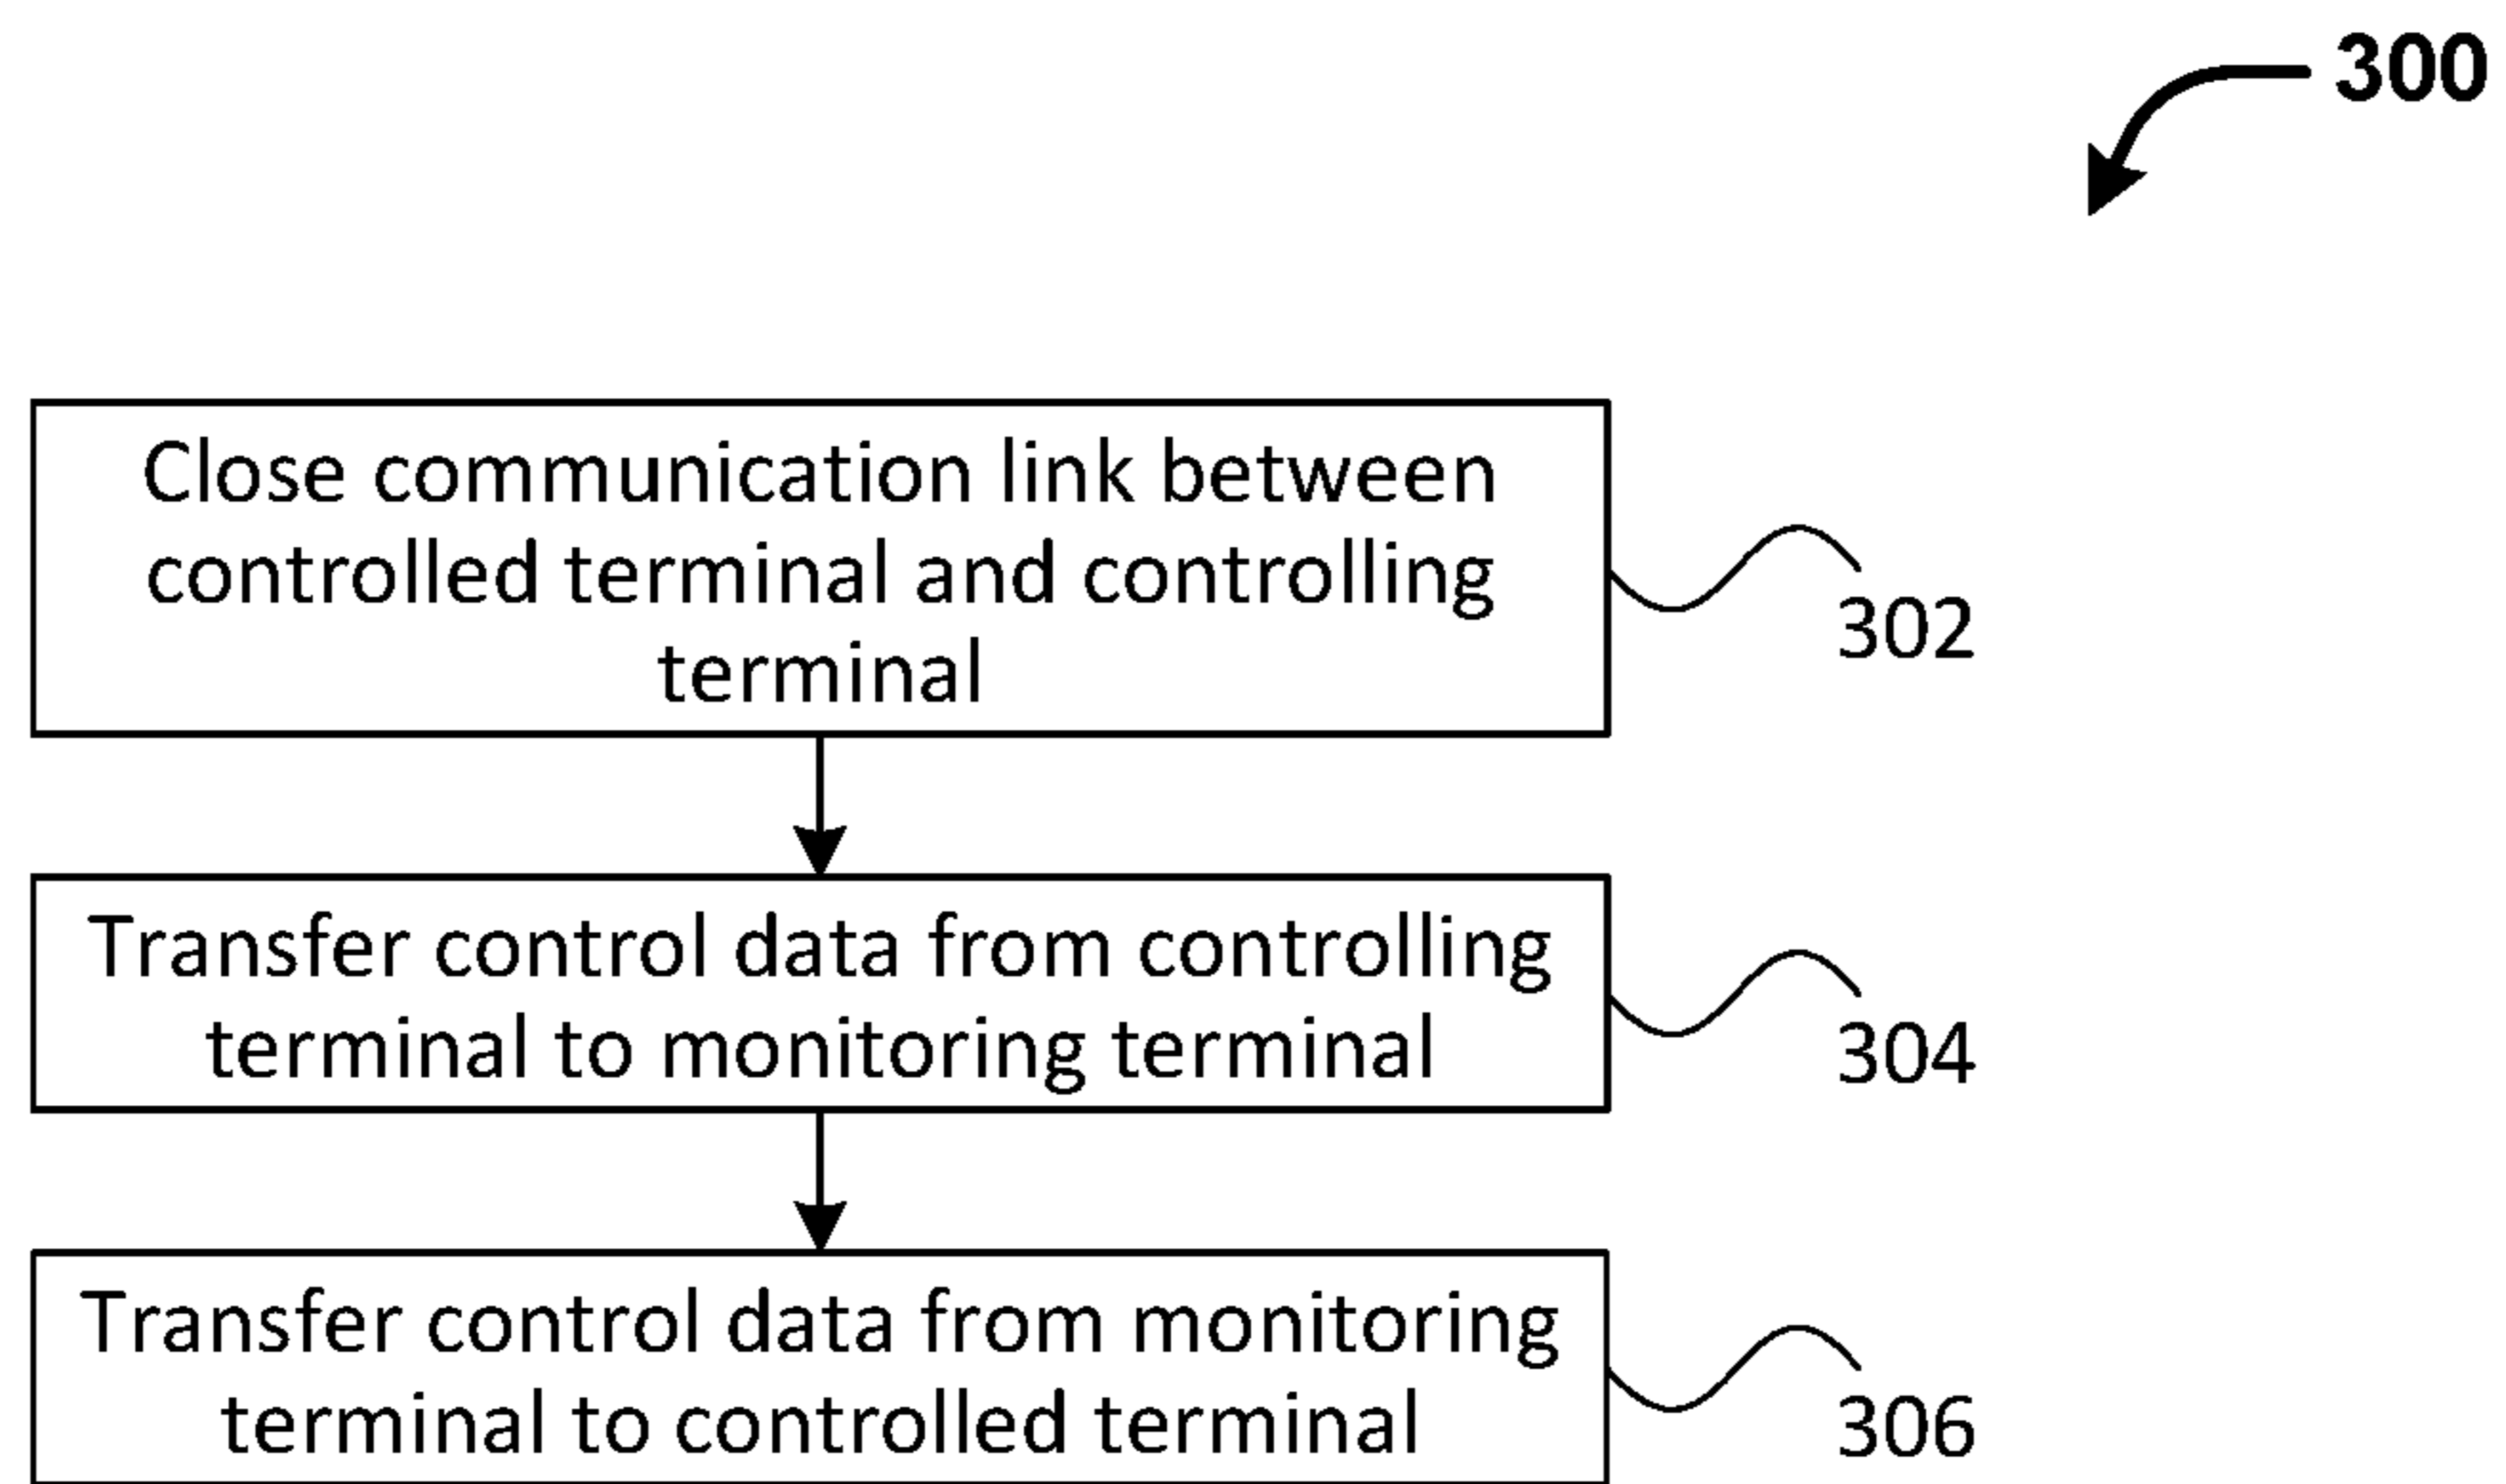 300
Close communication link between
controlled terminal and controlling
terminal
302
Transfer control data from controlling
terminal to monitoring terminal
304
Transfer control data from monitoring
terminal to controlled terminal
306